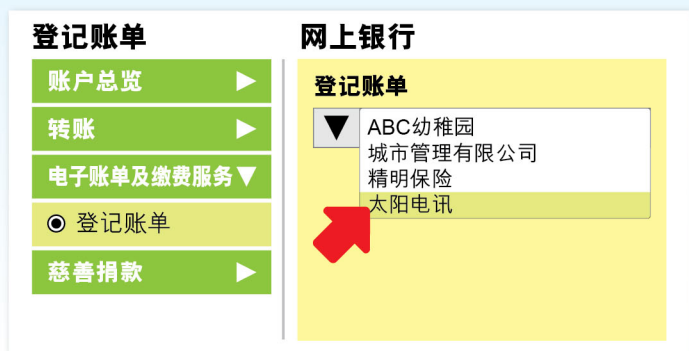 登记账单
账户总览
转账
电子账单及缴费服务
登记账单
慈善捐款
网上银行
登记账单
ABC幼稚园
城市管理有限公司
精明保险
太阳电讯